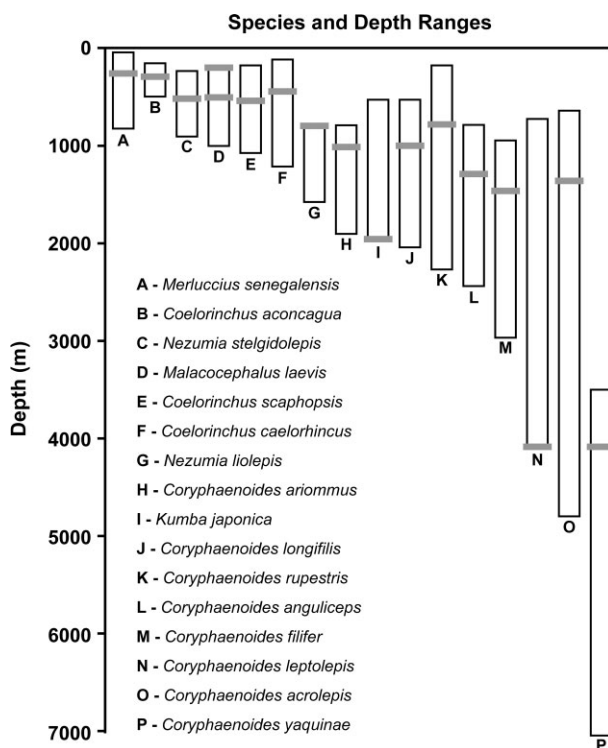 Species and Depth Ranges
0
1000
2000
3000
4000
5000
6000
7000
Depth (m)
A
B
C
D
E
F
G
H
I
J
K
L
M
N
O
P
A - Merluccius senegalensis
B - Coelorinchus aconcagua
C - Nezumia stelgidolepis
D - Malacocephalus laevis
E - Coelorinchus scaphopsis
F - Coelorinchus caelorhincus
G - Nezumia liolepis
H - Coryphaenoides ariommus
I - Kumba japonica
J - Coryphaenoides longifilis
K - Coryphaenoides rupestris
L - Coryphaenoides anguliceps
M - Coryphaenoides filifer
N - Coryphaenoides leptolepis
O - Coryphaenoides acrolepis
P - Coryphaenoides yaquinae